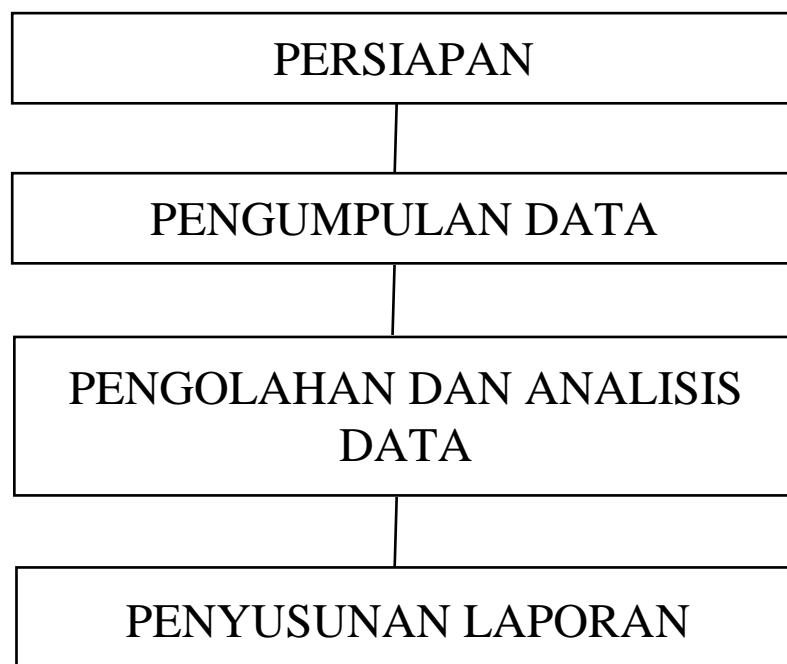 PERSIAPAN
PENGUMPULAN DATA
PENGOLAHAN DAN ANALISIS
DATA
PENYUSUNAN LAPORAN